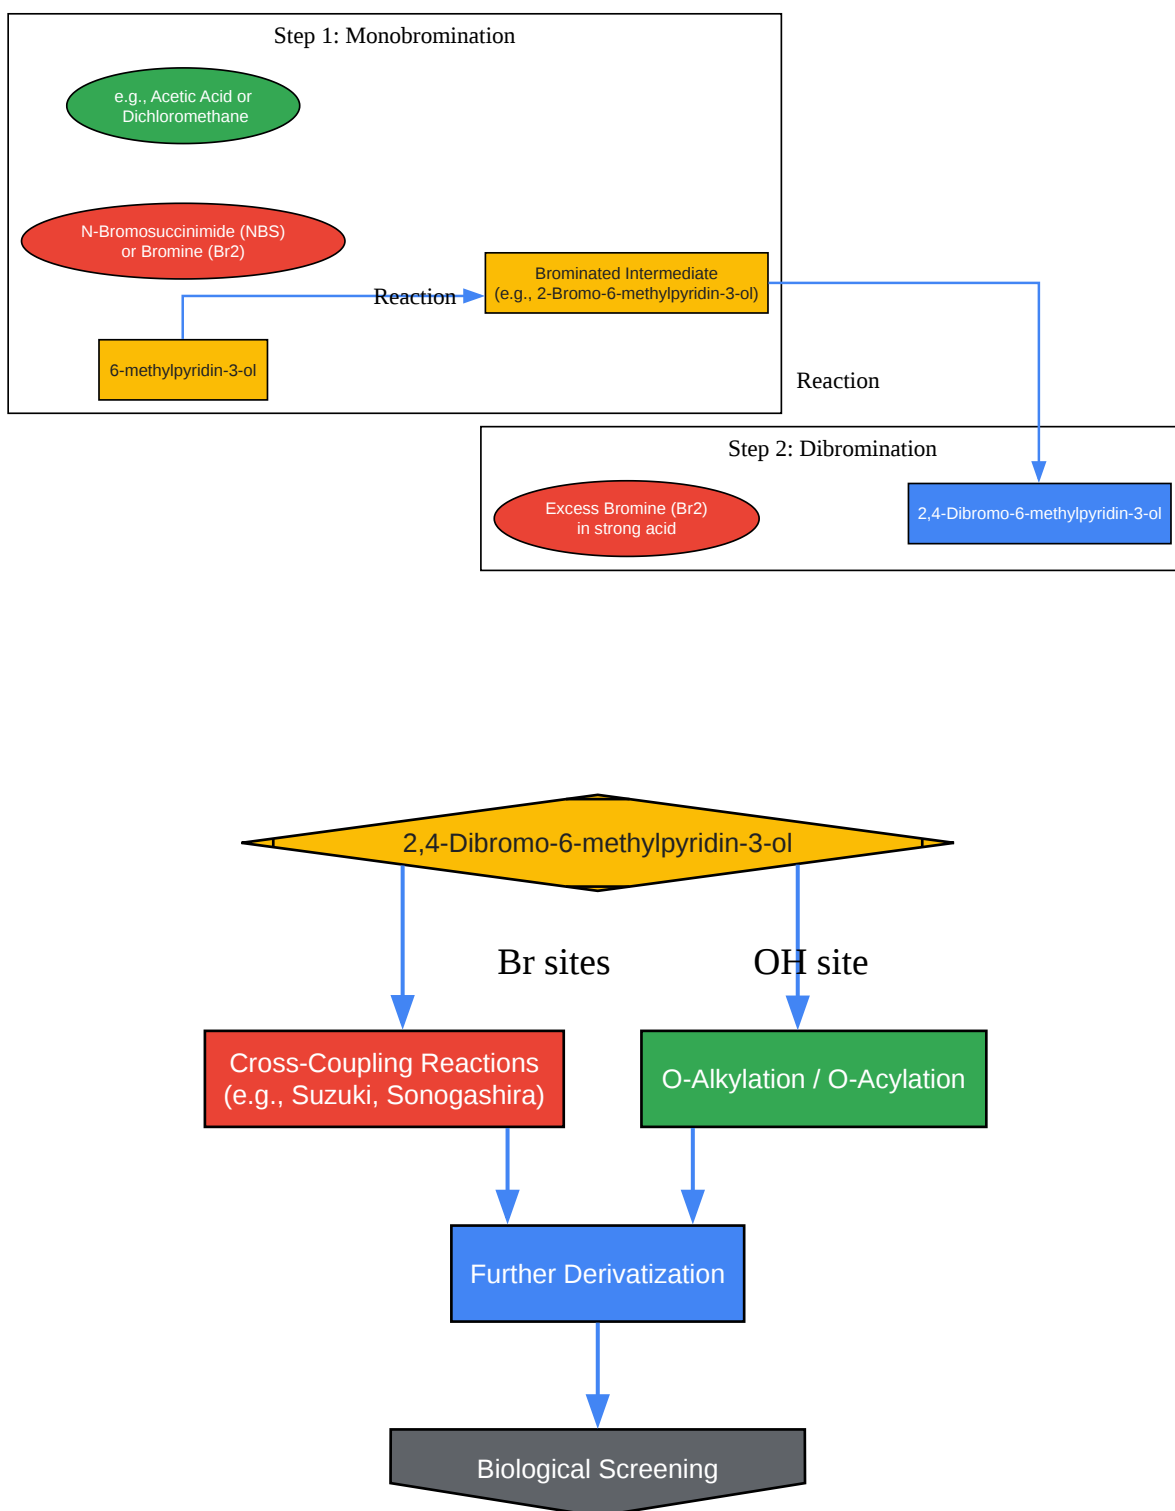 Step 1: Monobromination
e.g., Acetic Acid or
Dichloromethane
N-Bromosuccinimide (NBS)
or Bromine (Br2)
Brominated Intermediate
(e.g., 2-Bromo-6-methylpyridin-3-ol)
Reaction
6-methylpyridin-3-ol
Reaction
Step 2: Dibromination
Excess Bromine (Br2)
in strong acid
2,4-Dibromo-6-methylpyridin-3-ol
2,4-Dibromo-6-methylpyridin-3-ol
Br sites
OH site
Cross-Coupling Reactions
(e.g., Suzuki, Sonogashira)
O-Alkylation / O-Acylation
Further Derivatization
Biological Screening